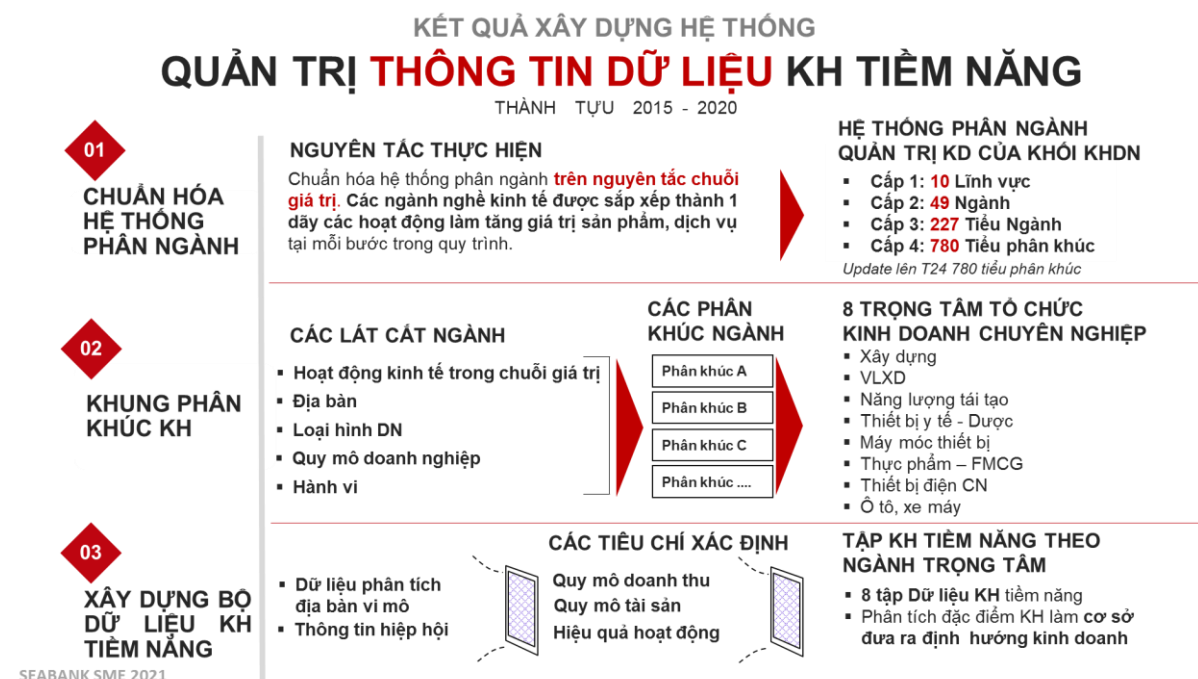 KẾT QUẢ XÂY DỰNG HỆ THỐNG
QUẢN TRỊ THÔNG TIN DỮ LIỆU KH TIỀM NĂNG
THÀNH TỰU 2015 - 2020
01
CHUẨN HÓA
HỆ THỐNG
PHÂN NGÀNH
NGUYÊN TẮC THỰC HIỆN
Chuẩn hóa hệ thống phân ngành trên nguyên tắc chuỗi
giá trị. Các ngành nghề kinh tế được sắp xếp thành 1
dãy các hoạt động làm tăng giá trị sản phẩm, dịch vụ
tại mỗi bước trong quy trình.
HỆ THỐNG PHÂN NGÀNH
QUẢN TRỊ KD CỦA KHỐI KHDN
▪ Cấp 1: 10 Lĩnh vực
▪ Cấp 2: 49 Ngành
▪ Cấp 3: 227 Tiểu Ngành
▪ Cấp 4: 780 Tiểu phân khúc
Update lên T24 780 tiểu phân khúc
02
KHUNG PHÂN
KHÚC KH
CÁC LÁT CẮT NGÀNH
▪ Hoạt động kinh tế trong chuỗi giá trị
▪ Địa bàn
▪ Loại hình DN
▪ Quy mô doanh nghiệp
▪ Hành vi
CÁC PHÂN
KHÚC NGÀNH
Phân khúc A
Phân khúc B
Phân khúc C
Phân khúc ....
8 TRỌNG TÂM TỔ CHỨC
KINH DOANH CHUYÊN NGHIỆP
▪ Xây dựng
▪ VLXD
▪ Năng lượng tái tạo
▪ Thiết bị y tế - Dược
▪ Máy móc thiết bị
▪ Thực phẩm – FMCG
▪ Thiết bị điện CN
▪ Ô tô, xe máy
03
XÂY DỰNG BỘ
DỮ LIỆU KH
TIỀM NĂNG
▪ Dữ liệu phân tích
địa bàn vi mô
▪ Thông tin hiệp hội
CÁC TIÊU CHÍ XÁC ĐỊNH
Quy mô doanh thu
Quy mô tài sản
Hiệu quả hoạt động
TẬP KH TIỀM NĂNG THEO
NGÀNH TRỌNG TÂM
▪ 8 tập Dữ liệu KH tiềm năng
▪ Phân tích đặc điểm KH làm cơ sở
đưa ra định hướng kinh doanh
SEABANK SME 2021